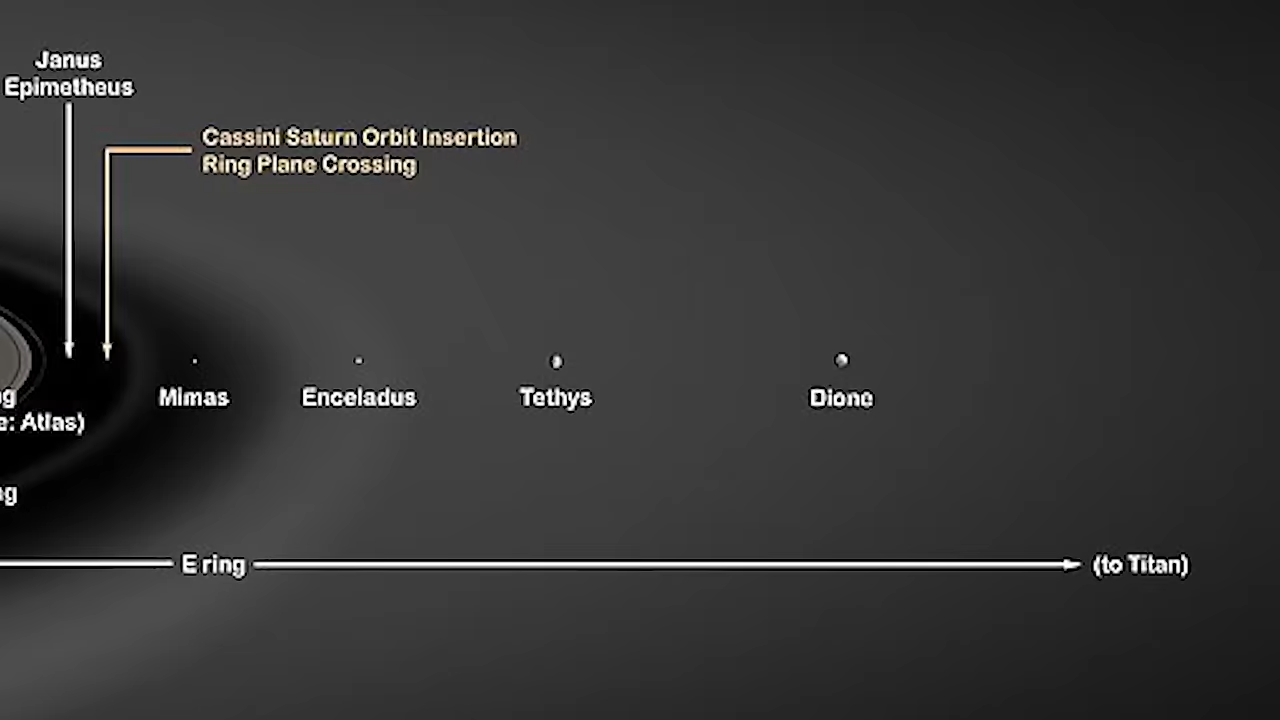 Janus
Epimetheus
Cassini Saturn Orbit Insertion
Ring Plane Crossing
Mimas
Enceladus
Tethys
Dione
Atlas)
E ring
(to Titan)